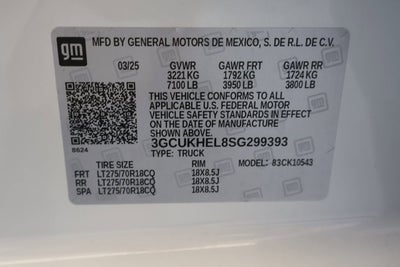 gm MFD BY GENERAL MOTORS DE MEXICO, S. DE R.L. DE C.V.
03/25 GVWR GAWR FRT GAWR RR
3221 KG 1792 KG 1724 KG
7100 LB 3950 LB 3800 LB
THIS VEHICLE CONFORMS TO ALL
APPLICABLE U.S. FEDERAL MOTOR
VEHICLE SAFETY STANDARDS IN EFFECT
ON THE DATE OF MANUFACTURE SHOWN ABOVE.
3GCUKHEL8SG299393
8624
TYPE: TRUCK MODEL: 83CK10543
TIRE SIZE RIM
FRT LT275/70R18CQ 18X8.5J
RR LT275/70R18CQ 18X8.5J
SPA LT275/70R18CQ 18X8.5J